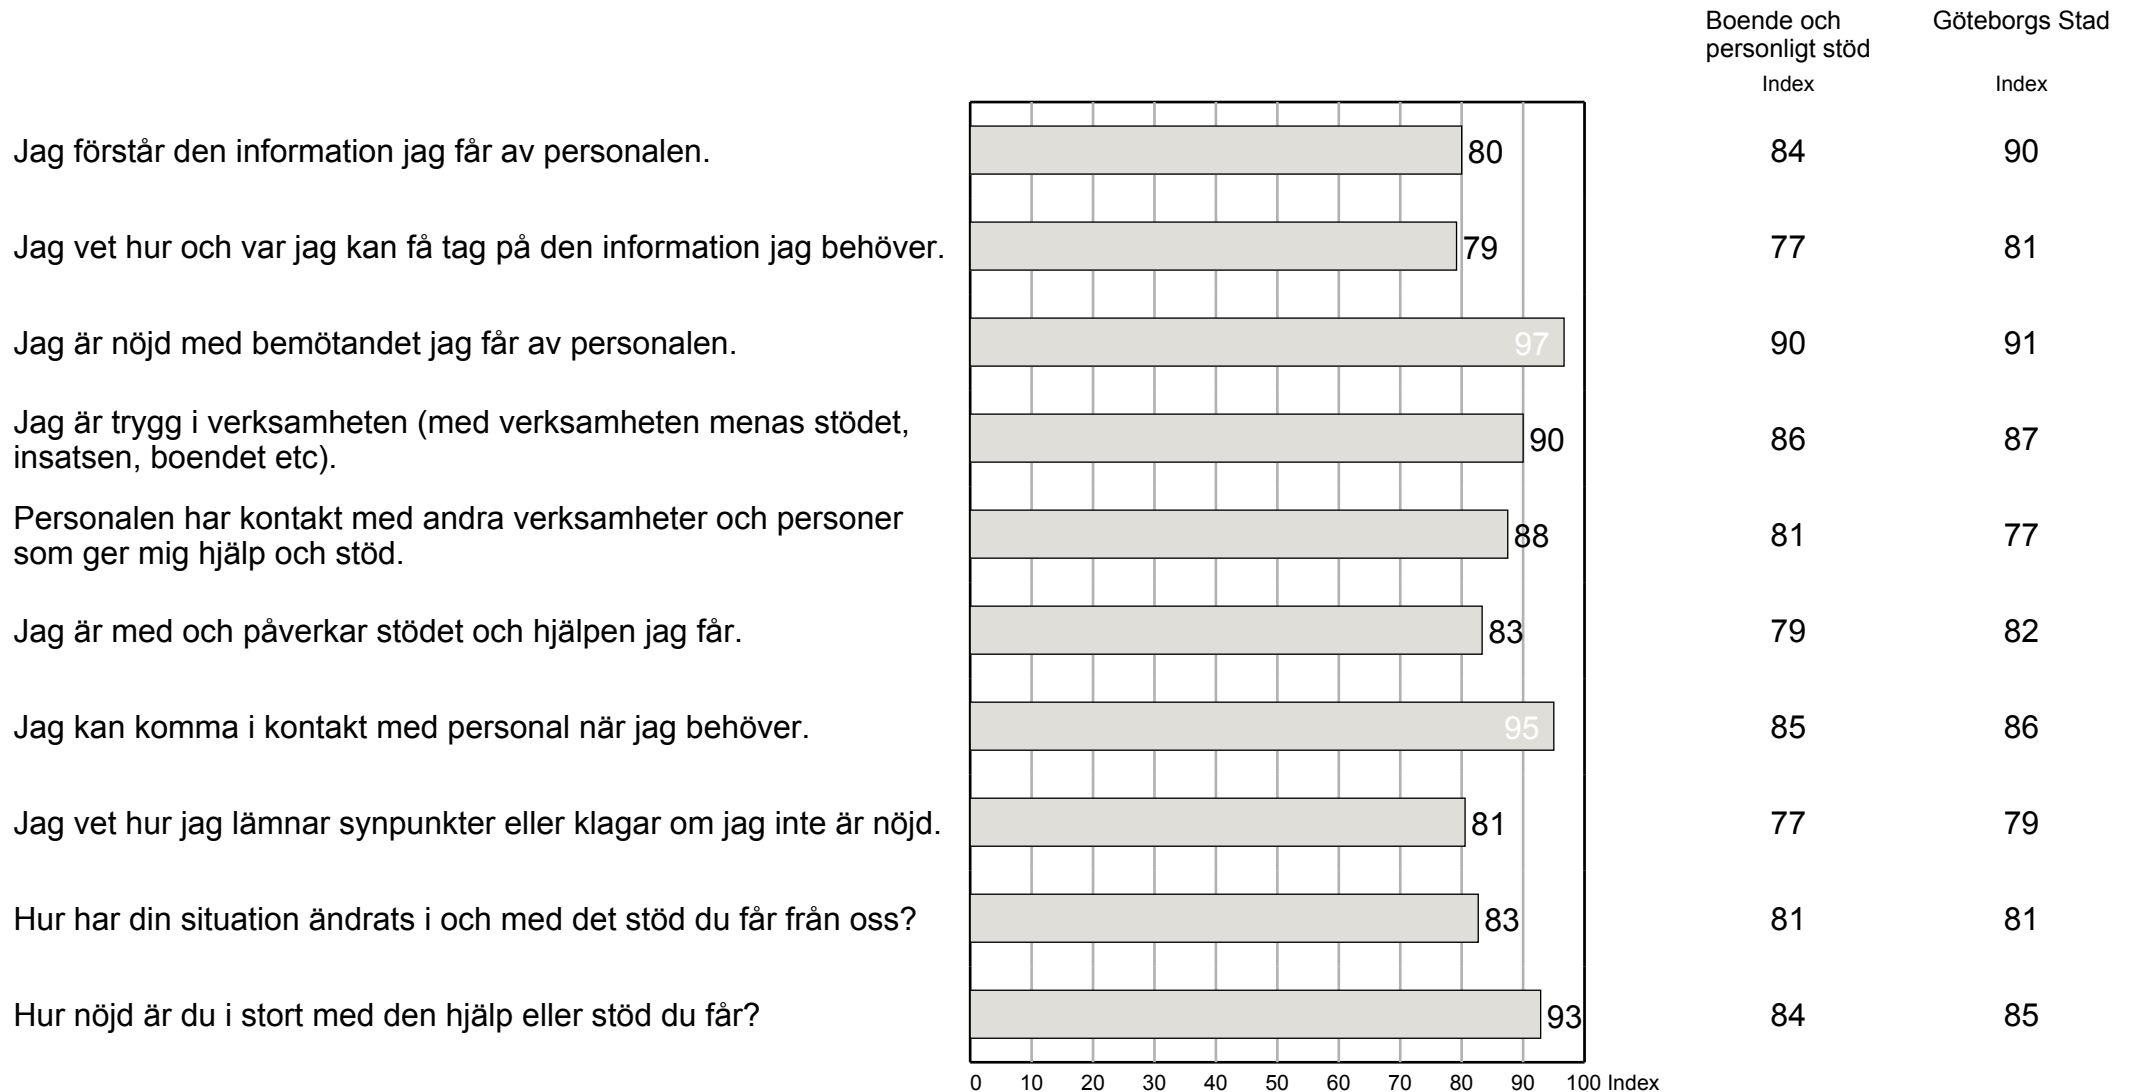 Boende och
personligt stöd
Göteborgs Stad
Index
Index
Jag förstår den information jag får av personalen.
80
84
90
Jag vet hur och var jag kan få tag på den information jag behöver.
79
77
81
Jag är nöjd med bemötandet jag får av personalen.
97
90
91
Jag är trygg i verksamheten (med verksamheten menas stödet,
insatsen, boendet etc).
90
86
87
Personalen har kontakt med andra verksamheter och personer
som ger mig hjälp och stöd.
88
81
77
Jag är med och påverkar stödet och hjälpen jag får.
83
79
82
Jag kan komma i kontakt med personal när jag behöver.
95
85
86
Jag vet hur jag lämnar synpunkter eller klagar om jag inte är nöjd.
81
77
79
Hur har din situation ändrats i och med det stöd du får från oss?
83
81
81
Hur nöjd är du i stort med den hjälp eller stöd du får?
93
84
85
0 10 20 30 40 50 60 70 80 90 100 Index